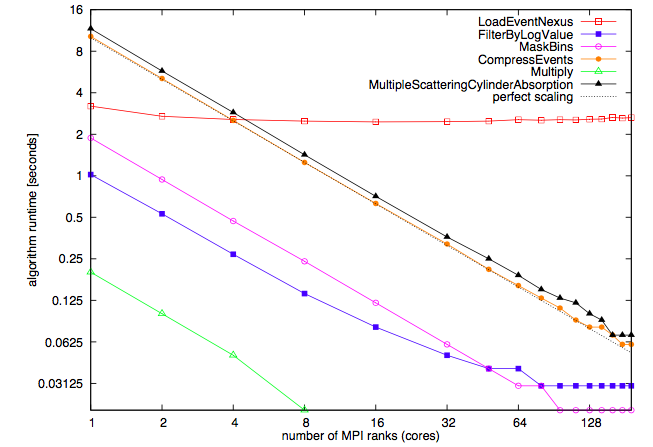 16
8
4
2
1
0.5
0.25
0.125
0.0625
0.03125
algorithm runtime [seconds]
LoadEventNexus
FilterByLogValue
MaskBins
CompressEvents
Multiply
MultipleScatteringCylinderAbsorption
perfect scaling
1 2 4 8 16 32 64 128
number of MPI ranks (cores)